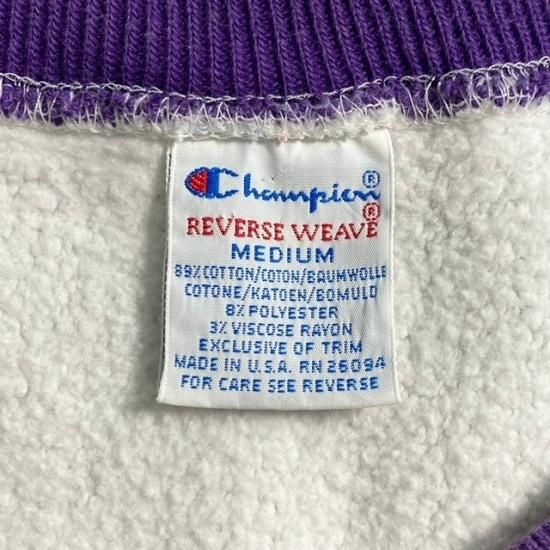 Champion®
REVERSE WEAVE®
MEDIUM
89% COTTON/COTON/BAUMWOLLE
COTONE/KATOEN/BOMULD
8% POLYESTER
3% VISCOSE RAYON
EXCLUSIVE OF TRIM
MADE IN U.S.A. RN 26094
FOR CARE SEE REVERSE